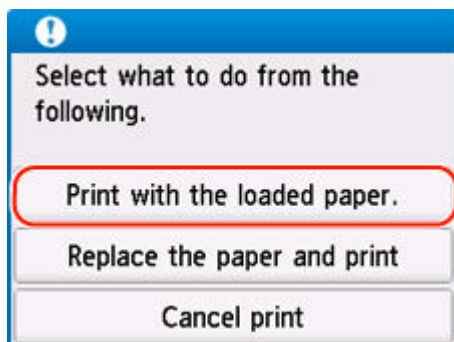 Select what to do from the
following.
Print with the loaded paper.
Replace the paper and print
Cancel print